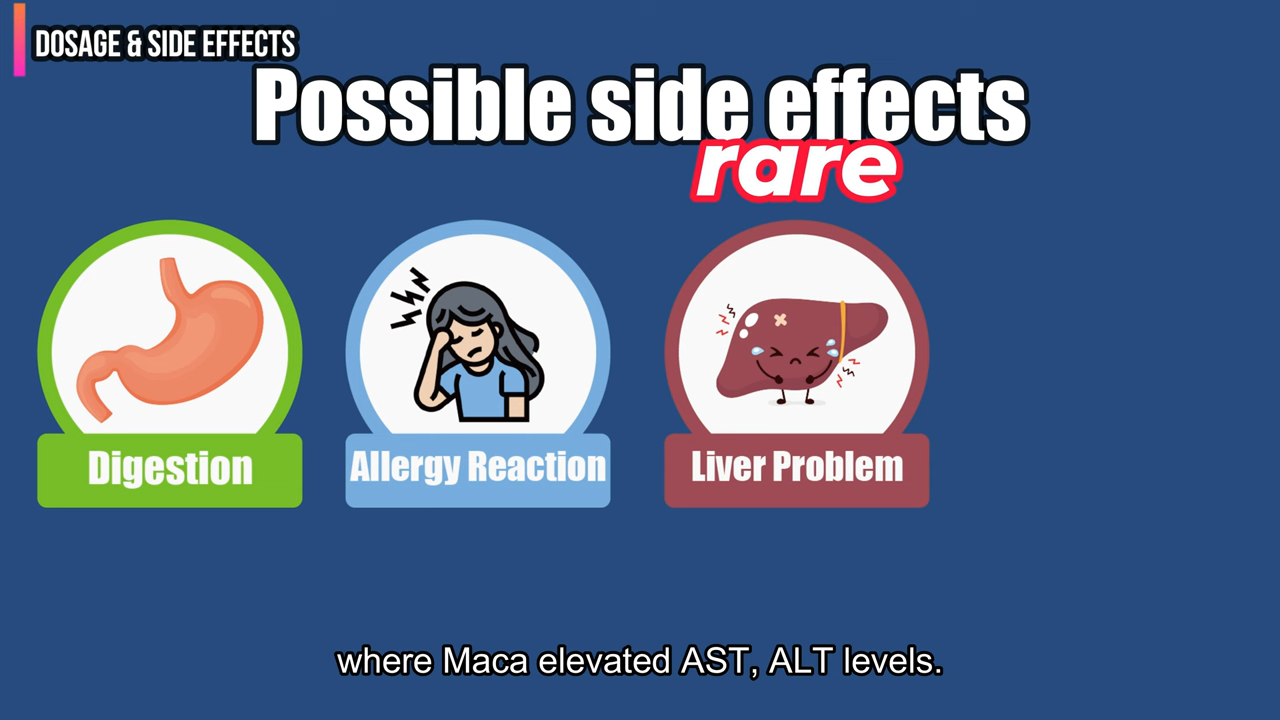 DOSAGE & SIDE EFFECTS
Possible side effects
rare
Digestion
Allergy Reaction
Liver Problem
where Maca elevated AST, ALT levels.